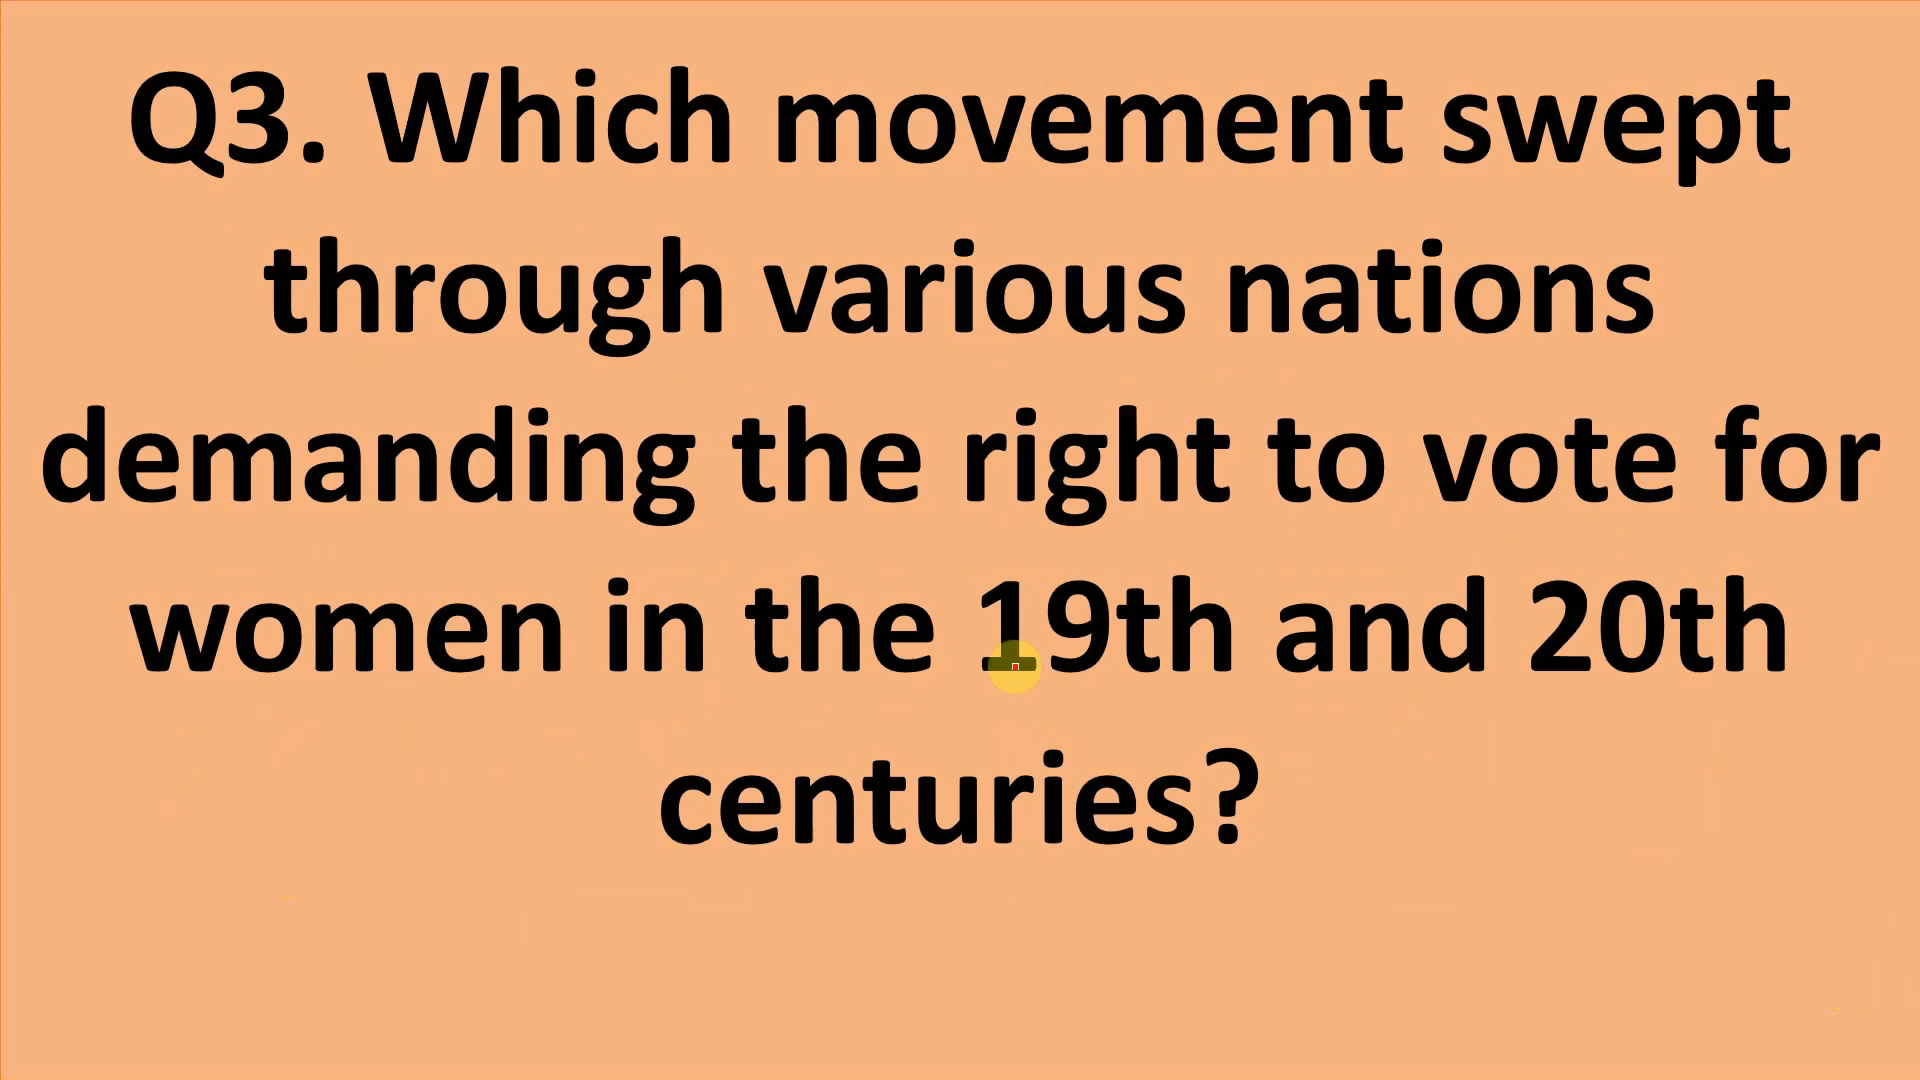 Q3. Which movement swept
through various nations
demanding the right to vote for
women in the 19th and 20th
centuries?